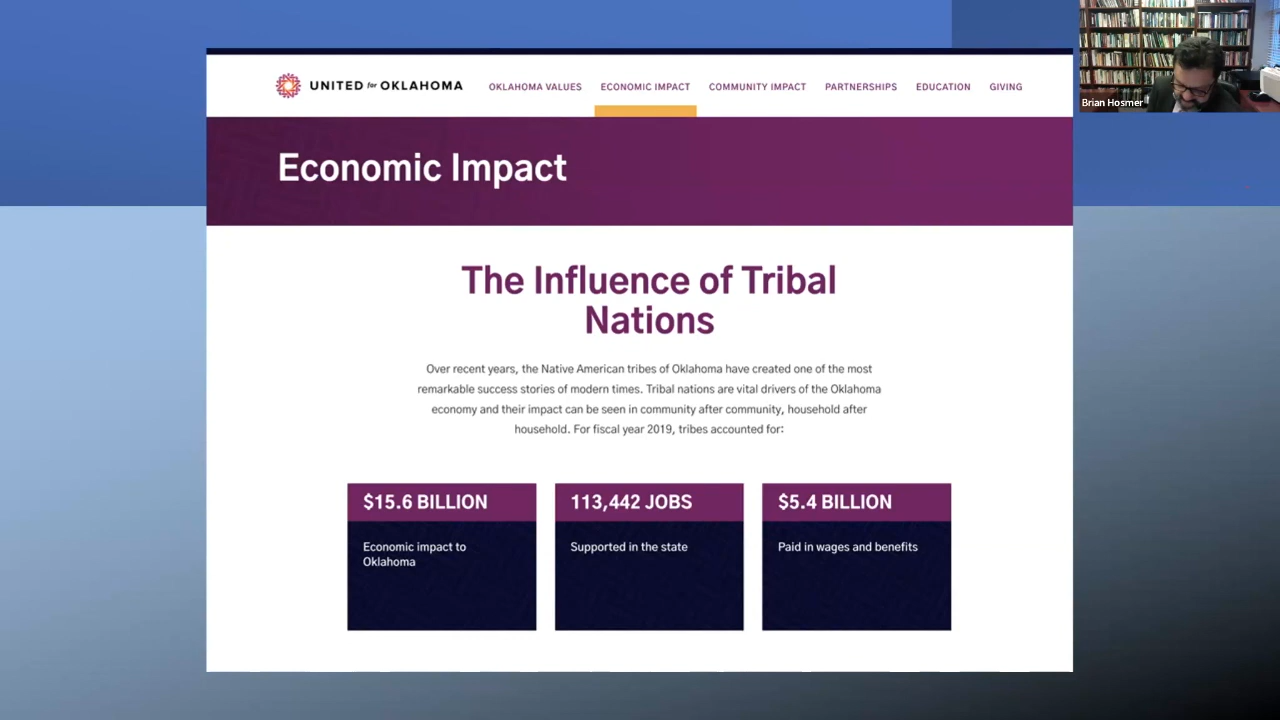 UNITED for OKLAHOMA
OKLAHOMA VALUES
ECONOMIC IMPACT
COMMUNITY IMPACT
PARTNERSHIPS
EDUCATION
GIVING
Brian Hosmer
Economic Impact
The Influence of Tribal
Nations
Over recent years, the Native American tribes of Oklahoma have created one of the most
remarkable success stories of modern times. Tribal nations are vital drivers of the Oklahoma
economy and their impact can be seen in community after community, household after
household. For fiscal year 2019, tribes accounted for:
$15.6 BILLION
Economic impact to
Oklahoma
113,442 JOBS
Supported in the state
$5.4 BILLION
Paid in wages and benefits